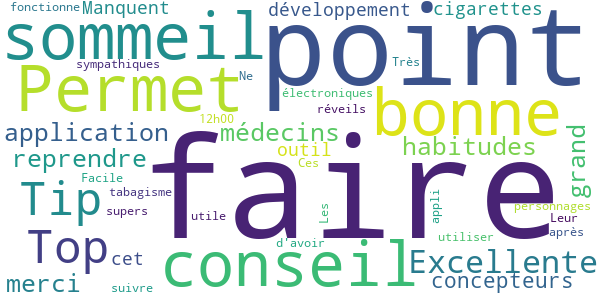 fonctionne Manquent développement cigarettes
sommeil point
sympathiques Ne Très
Permet électroniques bonne
réveils
12h00
application médecins habitudes
outil
reprendre Ces grand
Facile
Tip tabagisme faire appli
supers utile Les personnages
Leur
Top cet d'avoir utiliser après
conseil Excellente
merci suivre concepteurs